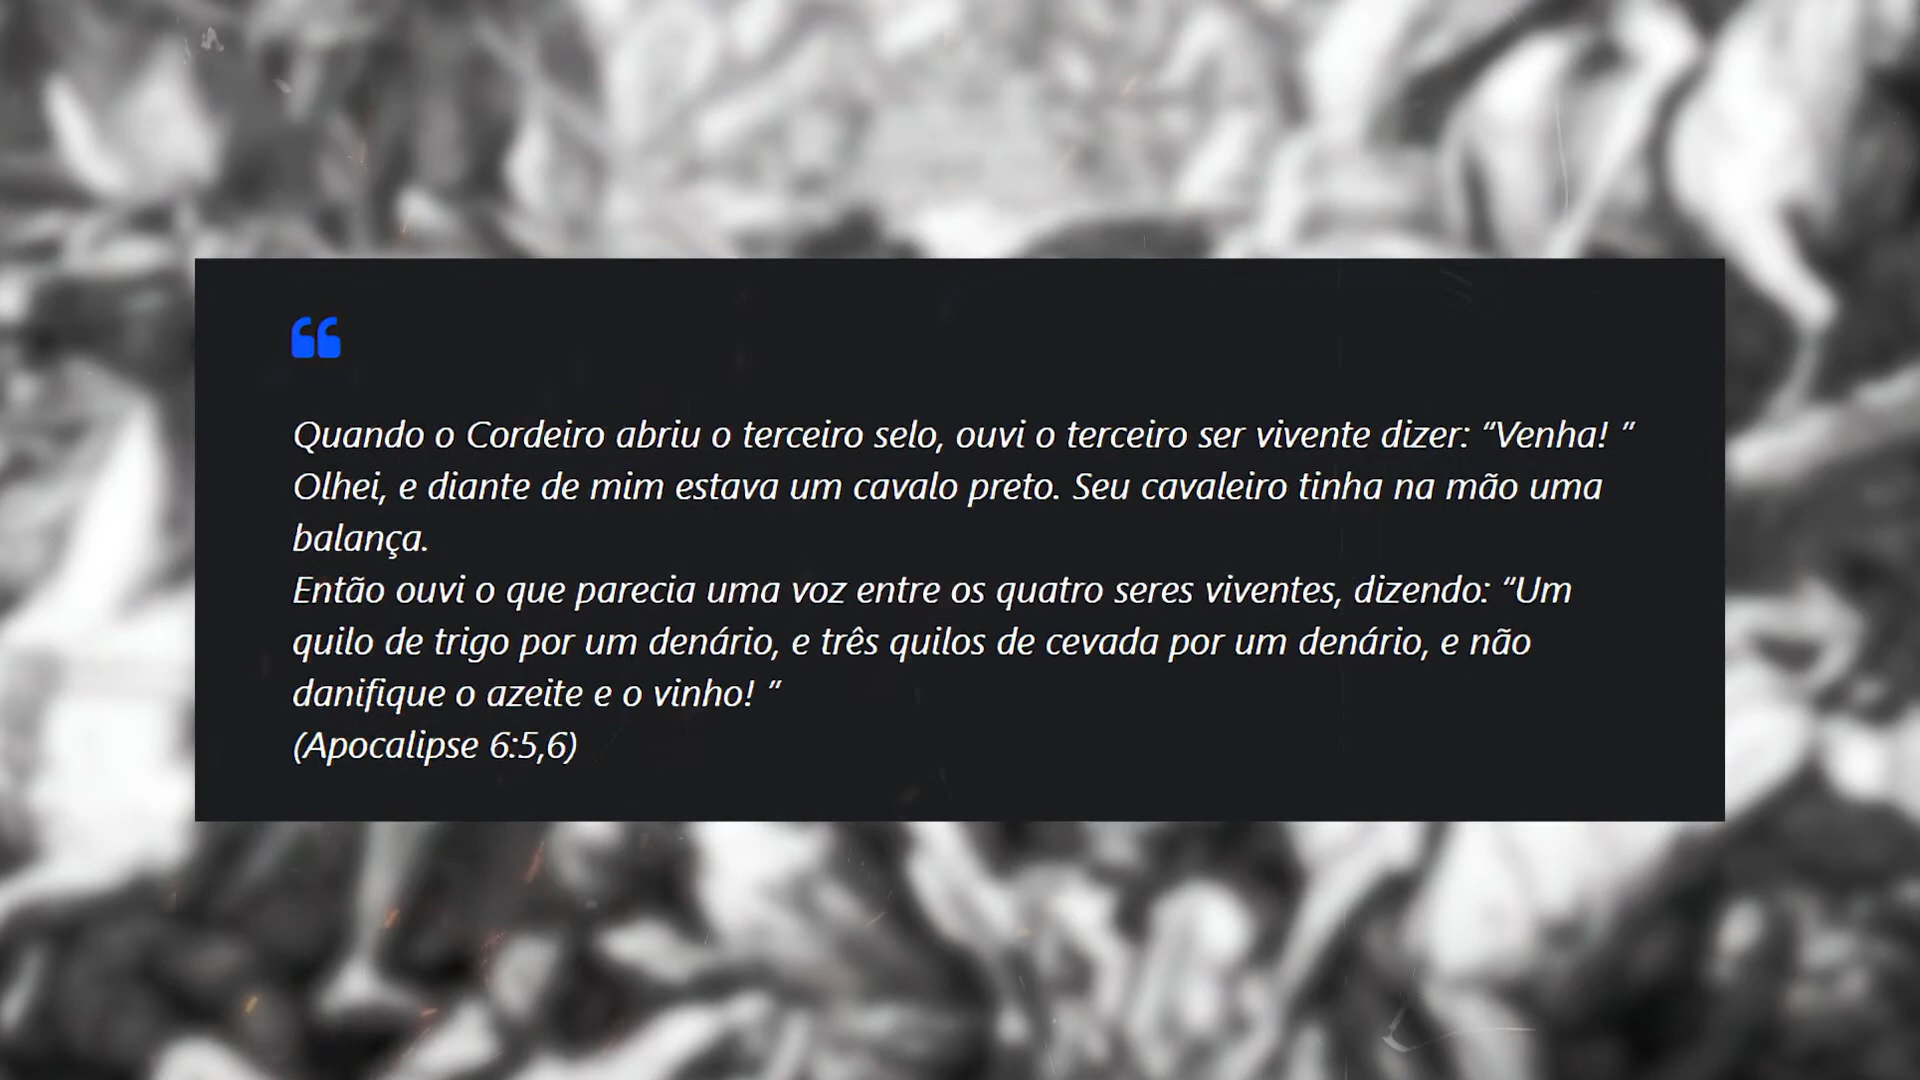 Quando o Cordeiro abriu o terceiro selo, ouvi o terceiro ser vivente dizer: “Venha! ”
Olhei, e diante de mim estava um cavalo preto. Seu cavaleiro tinha na mão uma
balança.
Então ouvi o que parecia uma voz entre os quatro seres viventes, dizendo: “Um
quilo de trigo por um denário, e três quilos de cevada por um denário, e não
danifique o azeite e o vinho! ”
(Apocalipse 6:5,6)